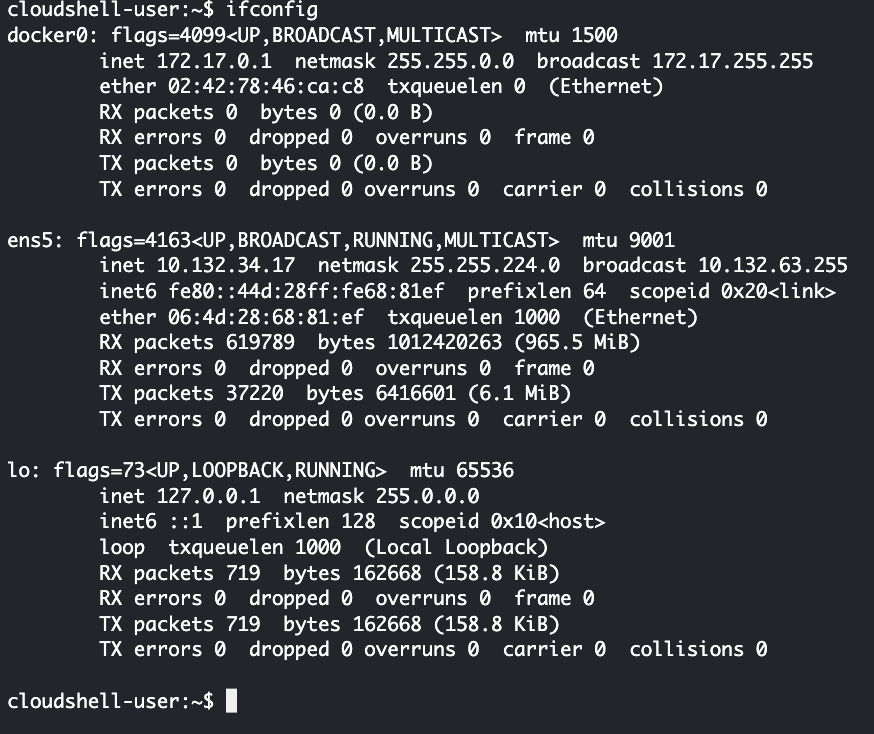 cloudshell-user:~$ ifconfig
docker0: flags=4099<UP,BROADCAST,MULTICAST>  mtu 1500
        inet 172.17.0.1  netmask 255.255.0.0  broadcast 172.17.255.255
        ether 02:42:78:46:ca:c8  txqueuelen 0  (Ethernet)
        RX packets 0  bytes 0 (0.0 B)
        RX errors 0  dropped 0  overruns 0  frame 0
        TX packets 0  bytes 0 (0.0 B)
        TX errors 0  dropped 0 overruns 0  carrier 0  collisions 0

ens5: flags=4163<UP,BROADCAST,RUNNING,MULTICAST>  mtu 9001
        inet 10.132.34.17  netmask 255.255.224.0  broadcast 10.132.63.255
        inet6 fe80::44d:28ff:fe68:81ef  prefixlen 64  scopeid 0x20<link>
        ether 06:4d:28:68:81:ef  txqueuelen 1000  (Ethernet)
        RX packets 619789  bytes 1012420263 (965.5 MiB)
        RX errors 0  dropped 0  overruns 0  frame 0
        TX packets 37220  bytes 6416601 (6.1 MiB)
        TX errors 0  dropped 0 overruns 0  carrier 0  collisions 0

lo: flags=73<UP,LOOPBACK,RUNNING>  mtu 65536
        inet 127.0.0.1  netmask 255.0.0.0
        inet6 ::1  prefixlen 128  scopeid 0x10<host>
        loop  txqueuelen 1000  (Local Loopback)
        RX packets 719  bytes 162668 (158.8 KiB)
        RX errors 0  dropped 0  overruns 0  frame 0
        TX packets 719  bytes 162668 (158.8 KiB)
        TX errors 0  dropped 0 overruns 0  carrier 0  collisions 0

cloudshell-user:~$